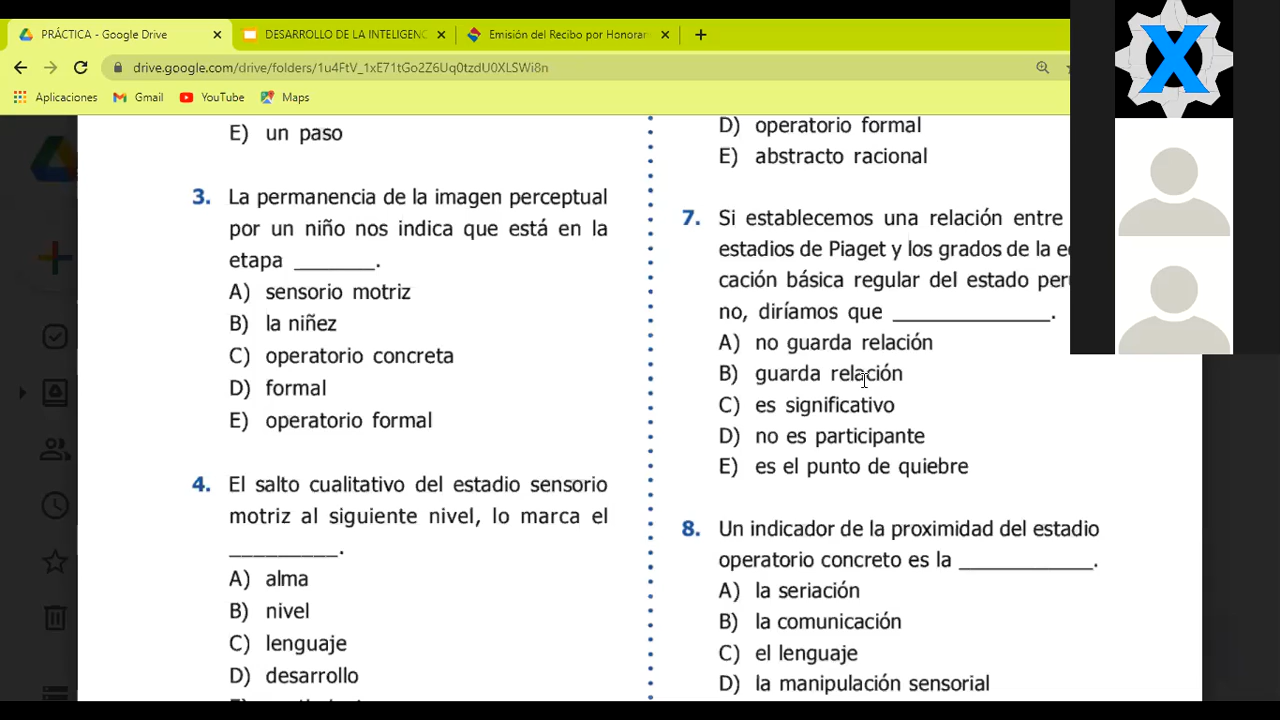 PRÁCTICA - Google Drive
DESARROLLO DE LA INTELIGENC
Emisión del Recibo por Honorar
drive.google.com/drive/folders/1u4FtV_1xE71tGo2Z6Uq0tzdU0XLSWi8n
Aplicaciones
Gmail
YouTube
Maps
E) un paso
3. La permanencia de la imagen perceptual
por un niño nos indica que está en la
etapa _______.
A) sensorio motriz
B) la niñez
C) operatorio concreta
D) formal
E) operatorio formal
4. El salto cualitativo del estadio sensorio
motriz al siguiente nivel, lo marca el
_________.
A) alma
B) nivel
C) lenguaje
D) desarrollo
D) operatorio formal
E) abstracto racional
7. Si establecemos una relación entre
estadios de Piaget y los grados de la e
cación básica regular del estado per
no, diríamos que ______________.
A) no guarda relación
B) guarda relación
C) es significativo
D) no es participante
E) es el punto de quiebre
8. Un indicador de la proximidad del estadio
operatorio concreto es la ____________.
A) la seriación
B) la comunicación
C) el lenguaje
D) la manipulación sensorial
X